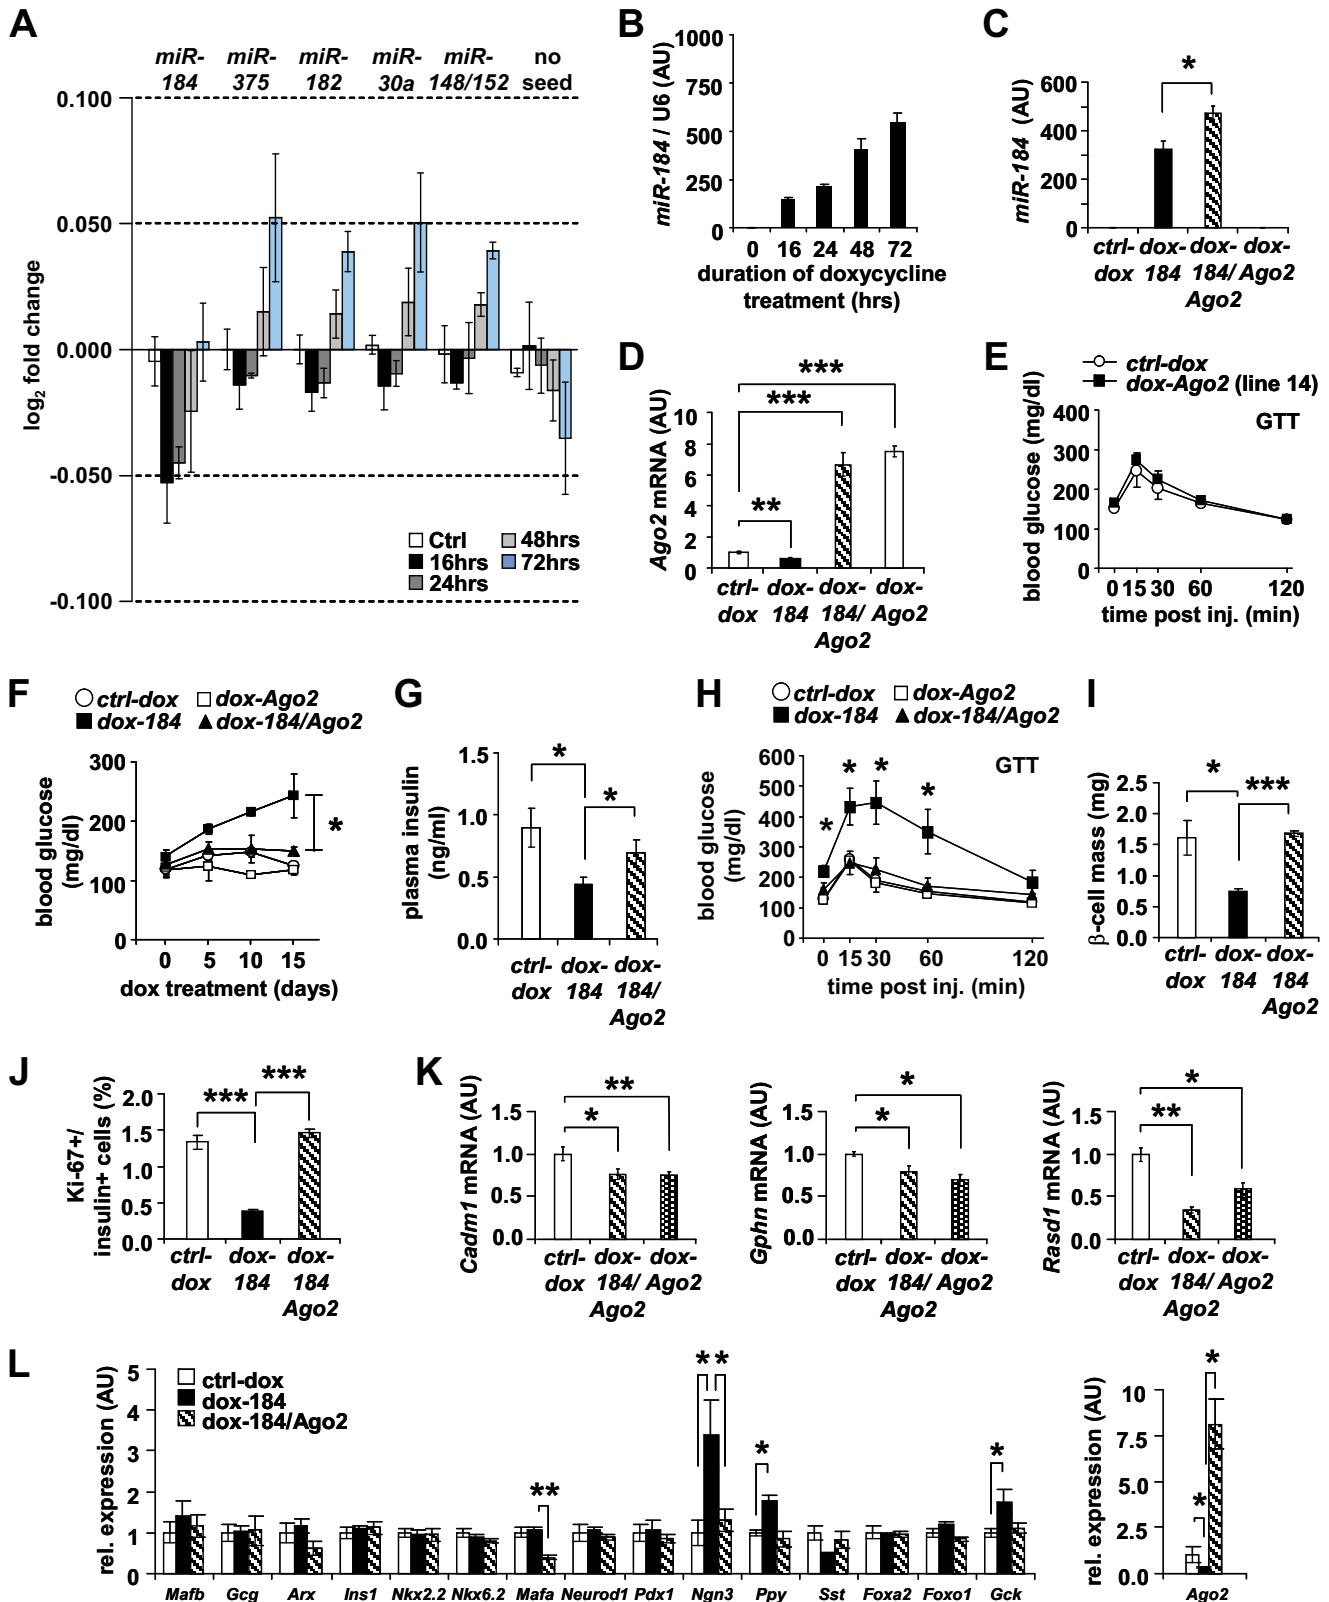 A
miR-184 miR-375 miR-182 miR-30a miR-148/152 no seed
0.100
0.050
0.000
-0.050
-0.100
log2 fold change
Ctrl
16hrs
24hrs
48hrs
72hrs
B
miR-184 / U6 (AU)
1000
750
500
250
0
0 16 24 48 72
duration of doxycycline
treatment (hrs)
C
miR-184 (AU)
600
400
200
0
*
ctrl-dox dox-184 dox-184/Ago2 dox-Ago2
D
Ago2 mRNA (AU)
10
8
6
4
2
0
***
***
**
ctrl-dox dox-184 dox-184/Ago2 dox-Ago2
E
ctrl-dox
dox-Ago2 (line 14)
GTT
blood glucose (mg/dl)
400
300
200
100
0
0 15 30 60 120
time post inj. (min)
F
ctrl-dox dox-Ago2
dox-184 dox-184/Ago2
blood glucose
(mg/dl)
300
200
100
0
*
0 5 10 15
dox treatment (days)
G
plasma insulin
(ng/ml)
1.5
1.0
0.5
0.0
*
*
ctrl-dox dox-184 dox-184/Ago2
H
ctrl-dox dox-Ago2
dox-184 dox-184/Ago2
GTT
blood glucose
(mg/dl)
600
500
400
300
200
100
0
* * * *
0 15 30 60 120
time post inj. (min)
I
β-cell mass (mg)
2.5
2.0
1.5
1.0
0.5
0.0
* ***
ctrl-dox dox-184 dox-184 Ago2
J
Ki-67+/
insulin+ cells (%)
2.0
1.5
1.0
0.5
0.0
*** ***
ctrl-dox dox-184 dox-184 Ago2
K
Cadm1 mRNA (AU)
1.5
1.0
0.5
0.0
**
*
ctrl-dox dox-184/Ago2 dox-Ago2
Gphn mRNA (AU)
1.5
1.0
0.5
0.0
*
*
ctrl-dox dox-184/Ago2 dox-Ago2
Rasd1 mRNA (AU)
1.5
1.0
0.5
0.0
*
**
ctrl-dox dox-184/Ago2 dox-Ago2
L
rel. expression (AU)
5
4
3
2
1
0
ctrl-dox
dox-184
dox-184/Ago2
** * * * *
Mafb Gcg Arx Ins1 Nkx2.2 Nkx6.2 Mafa Neurod1 Pdx1 Ngn3 Ppy Sst Foxa2 Foxo1 Gck
rel. expression (AU)
10
7.5
5.0
2.5
0.0
*
*
Ago2